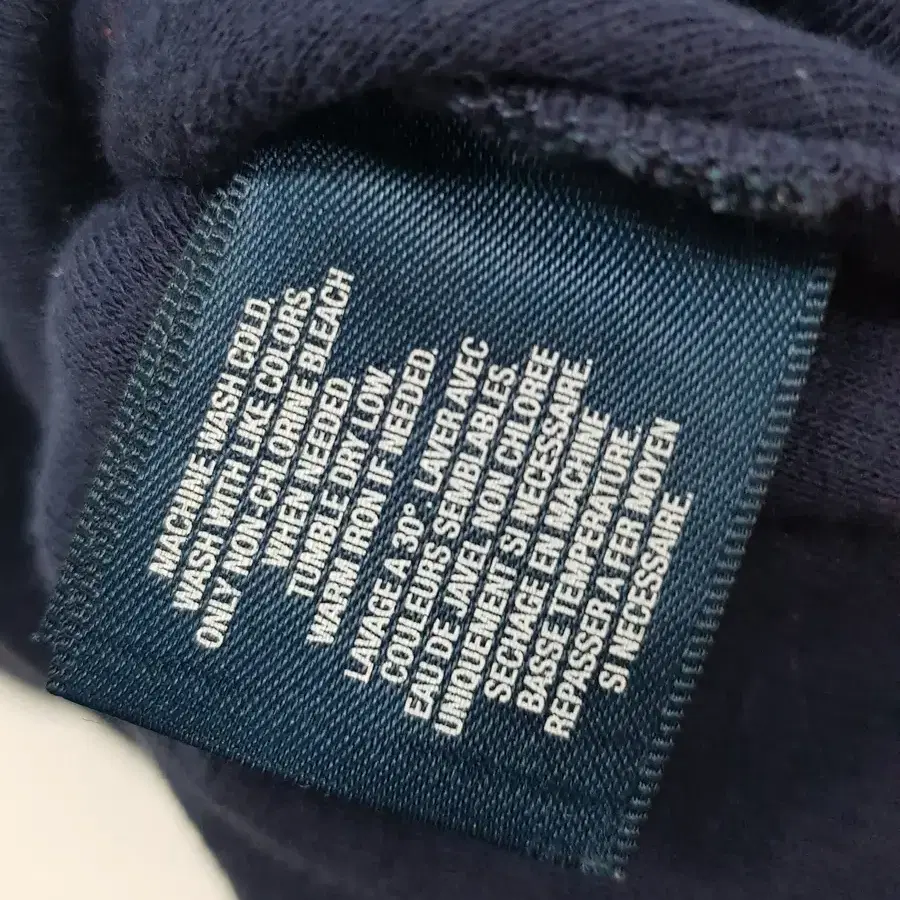 MACHINE WASH COLD.
WASH WITH LIKE COLORS.
ONLY NON-CHLORINE BLEACH
WHEN NEEDED
TUMBLE DRY LOW.
WARM IRON IF NEEDED.
LAVAGE A 30°. LAVER AVEC
COULEURS SEMBLABLES.
EAU DE JAVEL NON CHLOREE
UNIQUEMENT SI NECESSAIRE.
SECHAGE EN MACHINE
BASSE TEMPERATURE.
REPASSER A FER MOYEN
SI NECESSAIRE.